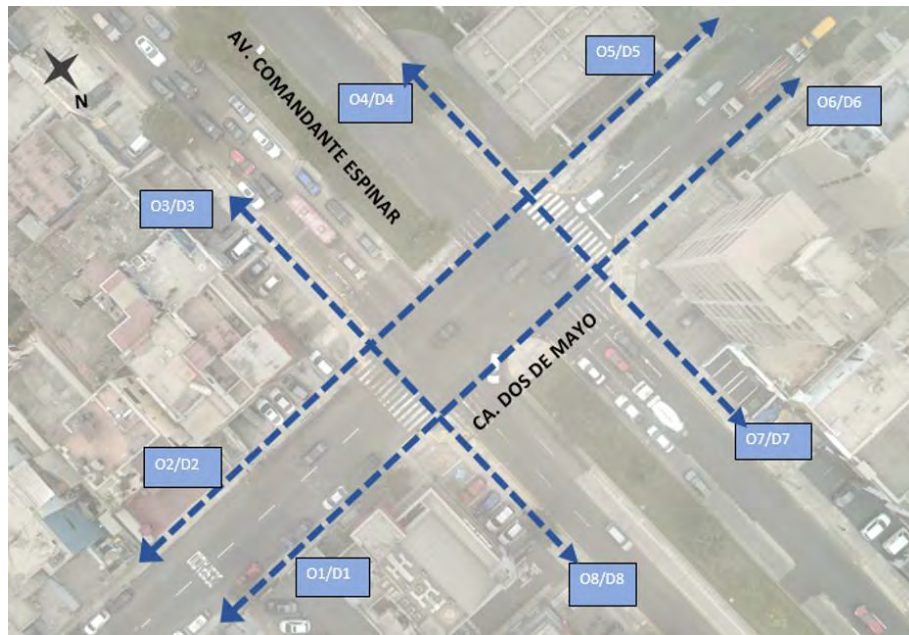 AV. COMANDANTE ESPINAR
O5/D5
O4/D4
O6/D6
N
O3/D3
CA. DOS DE MAYO
O7/D7
O2/D2
O1/D1
O8/D8